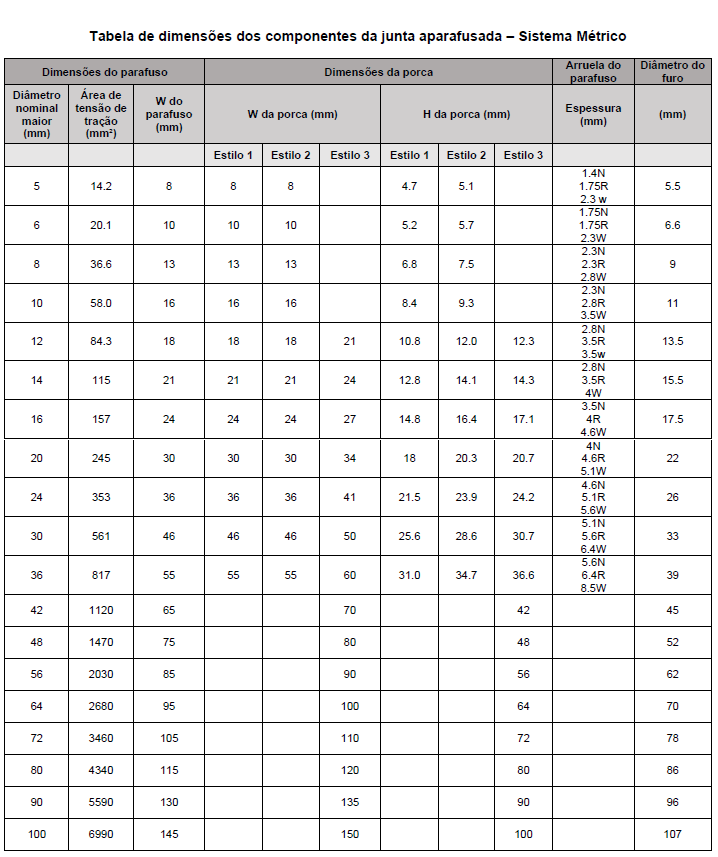 Tabela de dimensões dos componentes da junta aparafusada – Sistema Métrico
Dimensões do parafuso Dimensões da porca Arruela do parafuso Diâmetro do furo
Diâmetro nominal maior (mm) Área de tensão de tração (mm²) W do parafuso (mm) W da porca (mm) H da porca (mm) Espessura (mm) (mm)
Estilo 1 Estilo 2 Estilo 3 Estilo 1 Estilo 2 Estilo 3
5 14.2 8 8 8 4.7 5.1 1.4N 1.75R 2.3 w 5.5
6 20.1 10 10 10 5.2 5.7 1.75N 1.75R 2.3W 6.6
8 36.6 13 13 13 6.8 7.5 2.3N 2.3R 2.8W 9
10 58.0 16 16 16 8.4 9.3 2.3N 2.8R 3.5W 11
12 84.3 18 18 18 21 10.8 12.0 12.3 2.8N 3.5R 3.5w 13.5
14 115 21 21 21 24 12.8 14.1 14.3 2.8N 3.5R 4W 15.5
16 157 24 24 24 27 14.8 16.4 17.1 3.5N 4R 4.6W 17.5
20 245 30 30 30 34 18 20.3 20.7 4N 4.6R 5.1W 22
24 353 36 36 36 41 21.5 23.9 24.2 4.6N 5.1R 5.6W 26
30 561 46 46 46 50 25.6 28.6 30.7 5.1N 5.6R 6.4W 33
36 817 55 55 55 60 31.0 34.7 36.6 5.6N 6.4R 8.5W 39
42 1120 65 70 42 45
48 1470 75 80 48 52
56 2030 85 90 56 62
64 2680 95 100 64 70
72 3460 105 110 72 78
80 4340 115 120 80 86
90 5590 130 135 90 96
100 6990 145 150 100 107